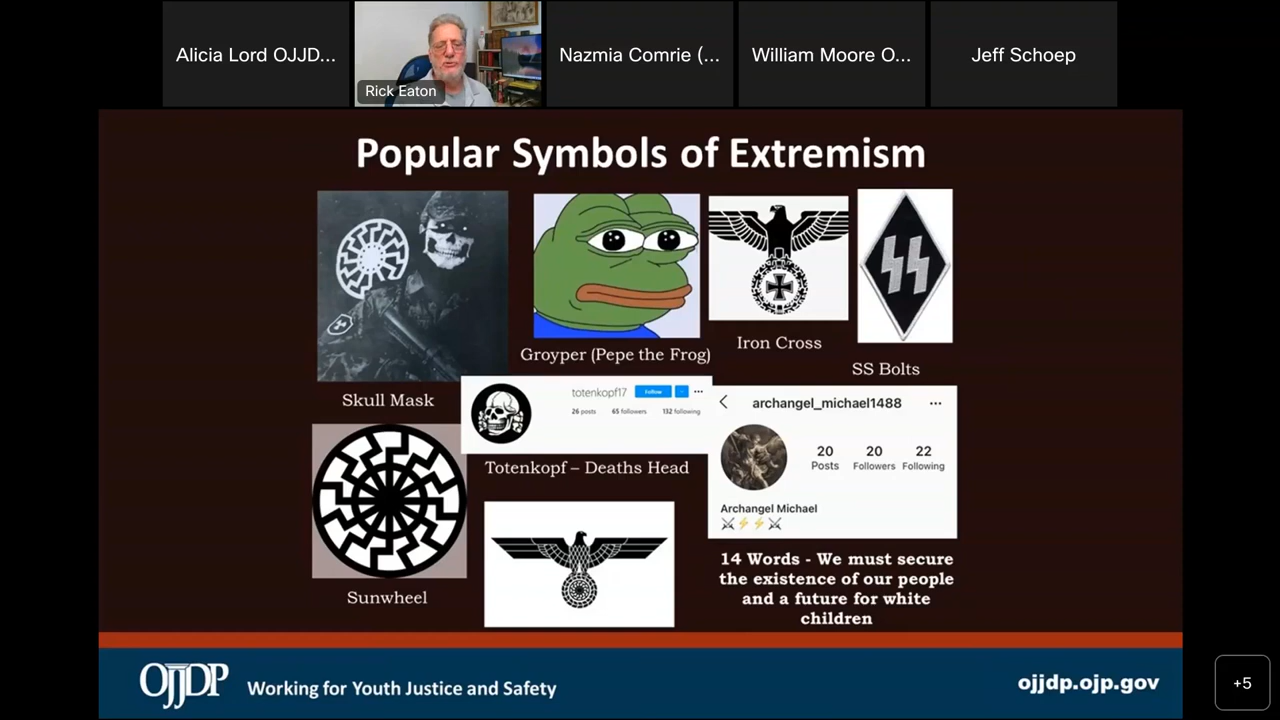 Alicia Lord OJJD...
Rick Eaton
Nazmia Comrie (...
William Moore O...
Jeff Schoep
Popular Symbols of Extremism
Skull Mask
Groyper (Pepe the Frog)
Iron Cross
SS Bolts
totenkopf17
Follow
26 posts 65 followers 132 following
Totenkopf – Deaths Head
archangel_michael1488
20 20 22
Posts Followers Following
Archangel Michael
Sunwheel
14 Words - We must secure
the existence of our people
and a future for white
children
OJJDP
Working for Youth Justice and Safety
ojjdp.ojp.gov
+5